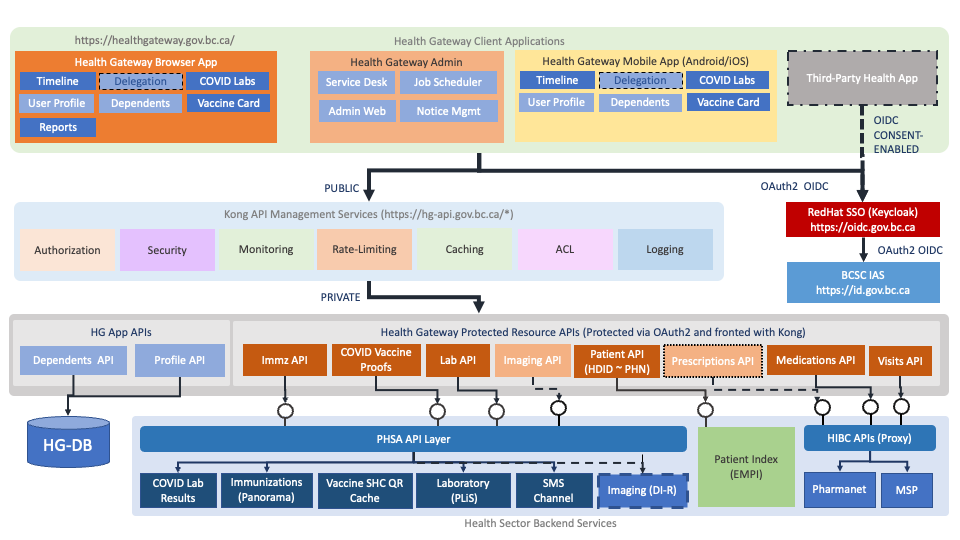 https://healthgateway.gov.bc.ca/
Health Gateway Client Applications
Health Gateway Browser App
Timeline
Delegation
COVID Labs
User Profile
Dependents
Vaccine Card
Reports
Health Gateway Admin
Service Desk
Job Scheduler
Admin Web
Notice Mgmt
Health Gateway Mobile App (Android/iOS)
Timeline
Delegation
COVID Labs
User Profile
Dependents
Vaccine Card
Third-Party Health App
OIDC
CONSENT-
ENABLED
PUBLIC
OAuth2 OIDC
Kong API Management Services (https://hg-api.gov.bc.ca/*)
Authorization
Security
Monitoring
Rate-Limiting
Caching
ACL
Logging
RedHat SSO (Keycloak)
https://oidc.gov.bc.ca
OAuth2 OIDC
BCSC IAS
https://id.gov.bc.ca
PRIVATE
HG App APIs
Dependents API
Profile API
Health Gateway Protected Resource APIs (Protected via OAuth2 and fronted with Kong)
Immz API
COVID Vaccine
Proofs
Lab API
Imaging API
Patient API
(HDID ~ PHN)
Prescriptions API
Medications API
Visits API
HG-DB
PHSA API Layer
COVID Lab
Results
Immunizations
(Panorama)
Vaccine SHC QR
Cache
Laboratory
(PLiS)
SMS
Channel
Imaging (DI-R)
Patient Index
(EMPI)
HIBC APIs (Proxy)
Pharmanet
MSP
Health Sector Backend Services